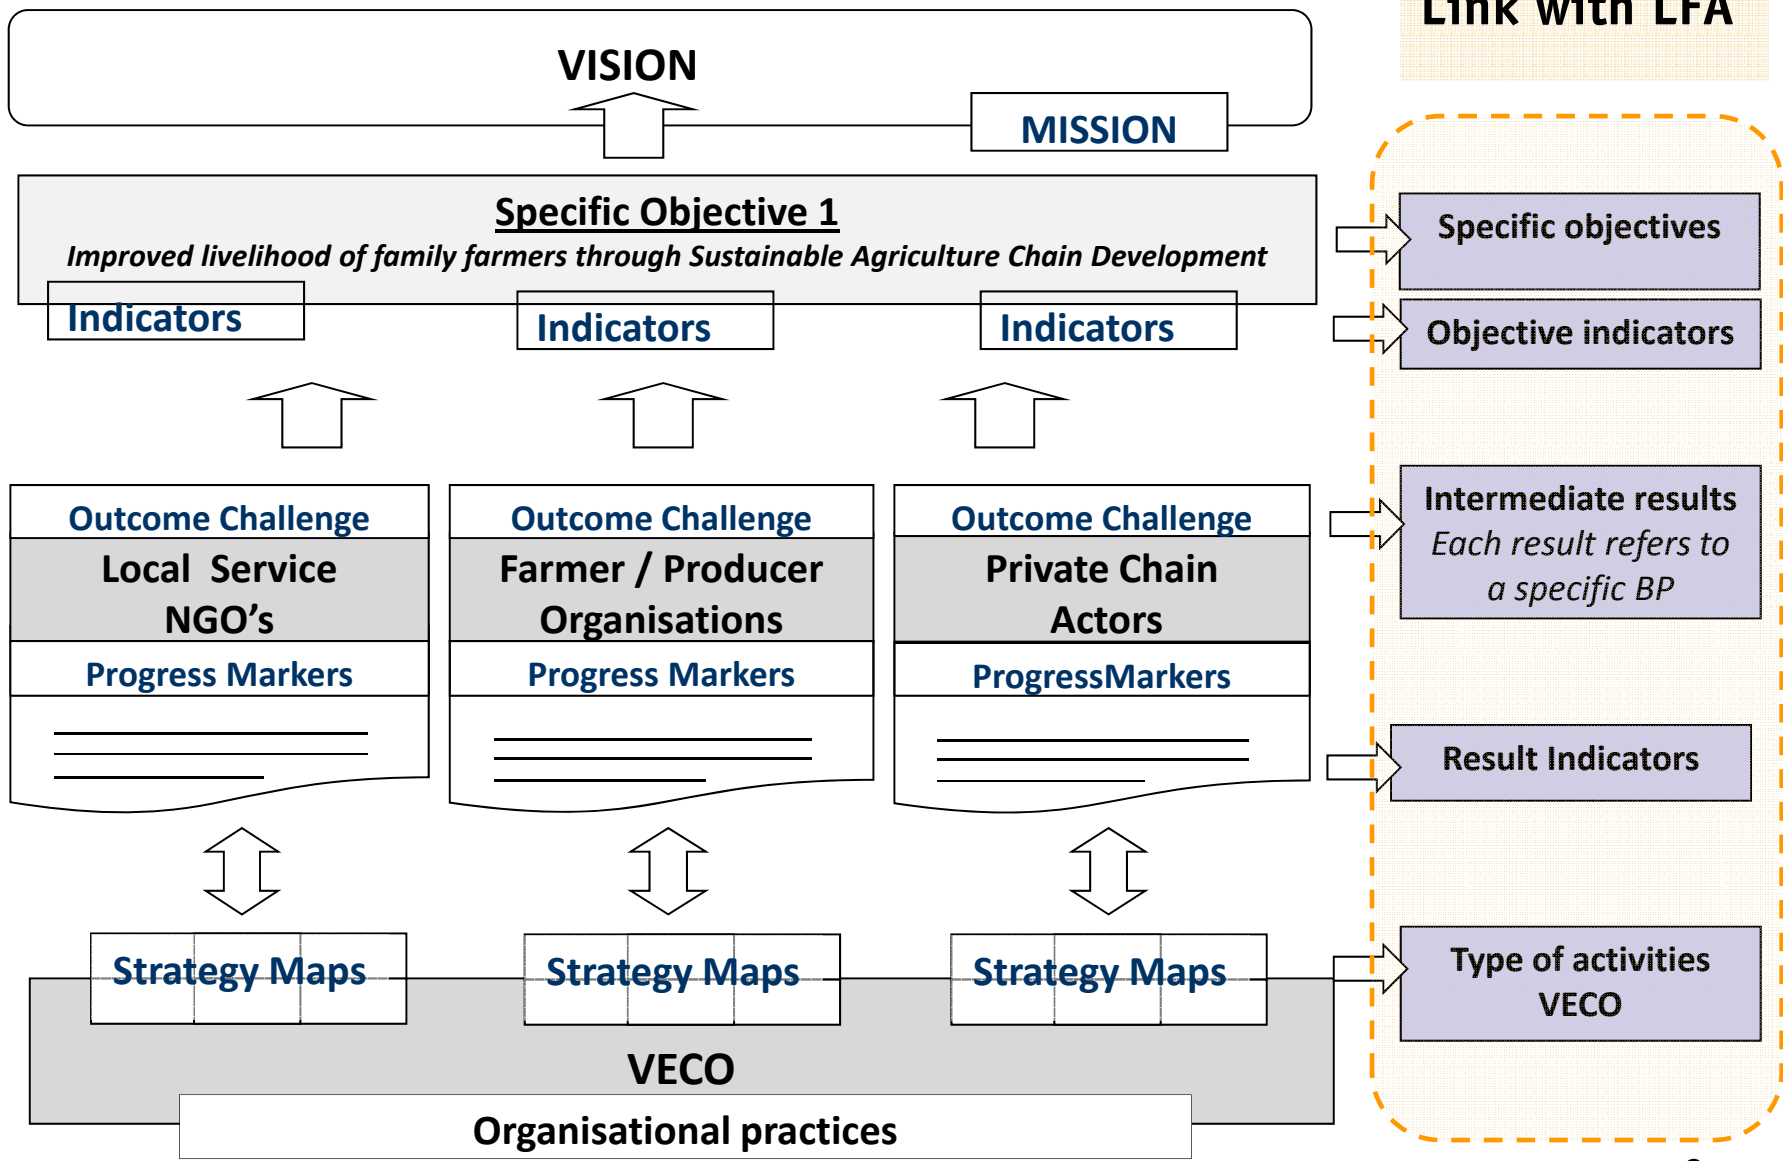 Link with LFA
VISION
MISSION
Specific Objective 1
Improved livelihood of family farmers through Sustainable Agriculture Chain Development
Indicators
Indicators
Indicators
Specific objectives
Objective indicators
Outcome Challenge
Local Service
NGO’s
Progress Markers
Outcome Challenge
Farmer / Producer
Organisations
Progress Markers
Outcome Challenge
Private Chain
Actors
ProgressMarkers
Intermediate results
Each result refers to
a specific BP
Result Indicators
Strategy Maps
Strategy Maps
Strategy Maps
Type of activities
VECO
VECO
Organisational practices